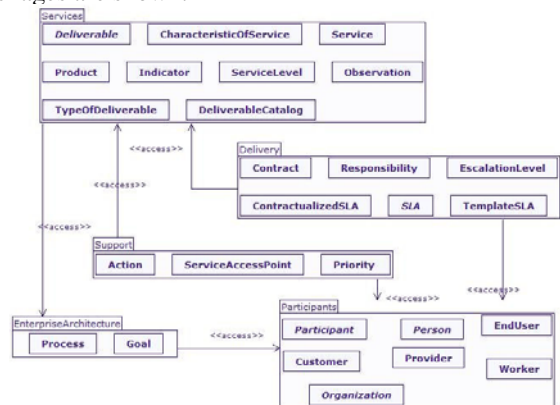 Services
Deliverable CharacteristicOfService Service
Product Indicator ServiceLevel Observation
TypeOfDeliverable DeliverableCatalog
<<access>>
Delivery
Contract Responsibility EscalationLevel
<<access>>
ContractualizedSLA SLA TemplateSLA
<<access>>
Support
Action ServiceAccessPoint Priority
<<access>>
<<access>>
Participants
EnterpriseArchitecture
Participant Person EndUser
<<access>>
Process Goal
Customer Provider Worker
Organization